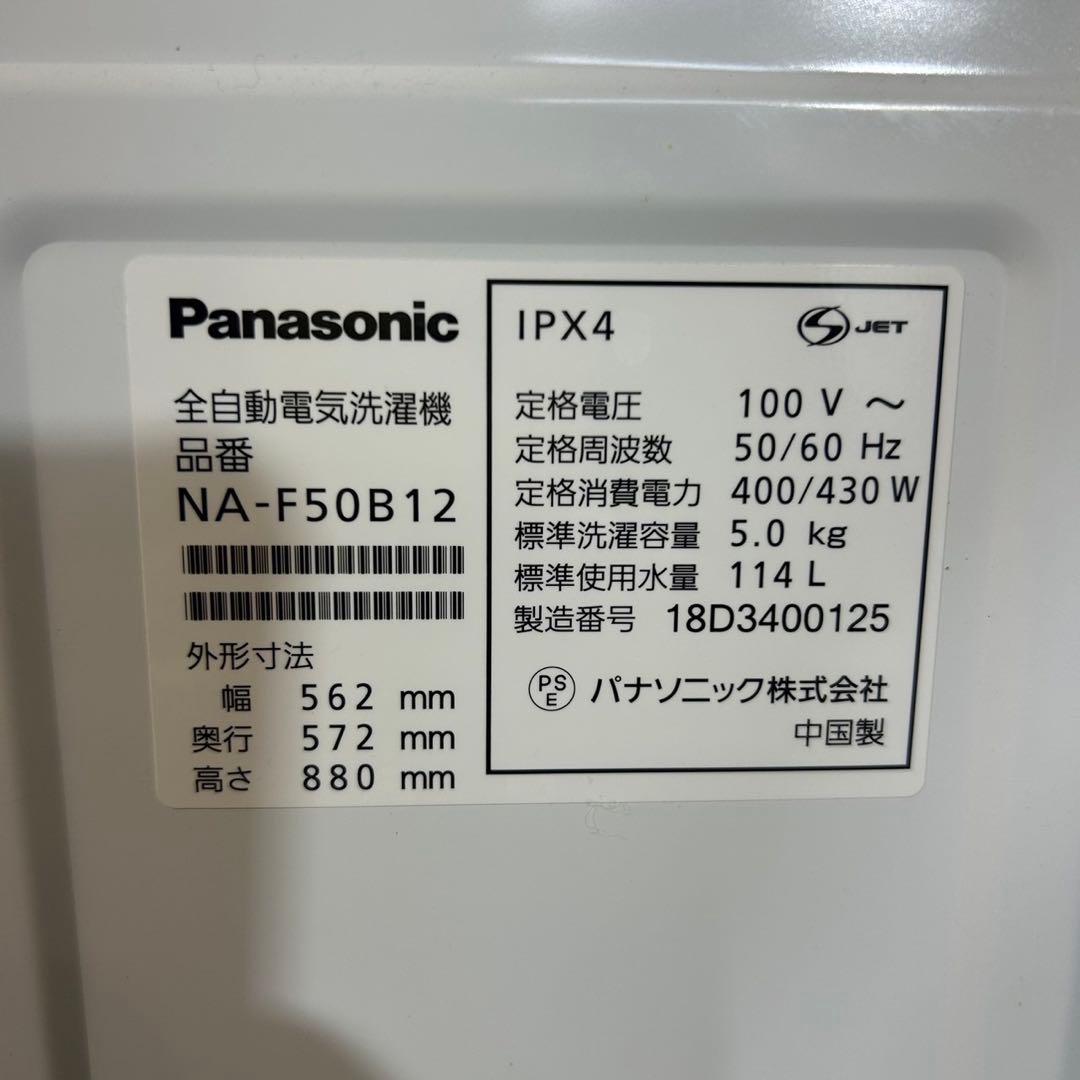 Panasonic
全自動電気洗濯機
品番
NA-F50B12
外形寸法
幅 562 mm
奥行 572 mm
高さ 880 mm
IPX4
S JET
定格電圧 100 V ～
定格周波数 50/60 Hz
定格消費電力 400/430 W
標準洗濯容量 5.0 kg
標準使用水量 114 L
製造番号 18D3400125
PS
E
パナソニック株式会社
中国製